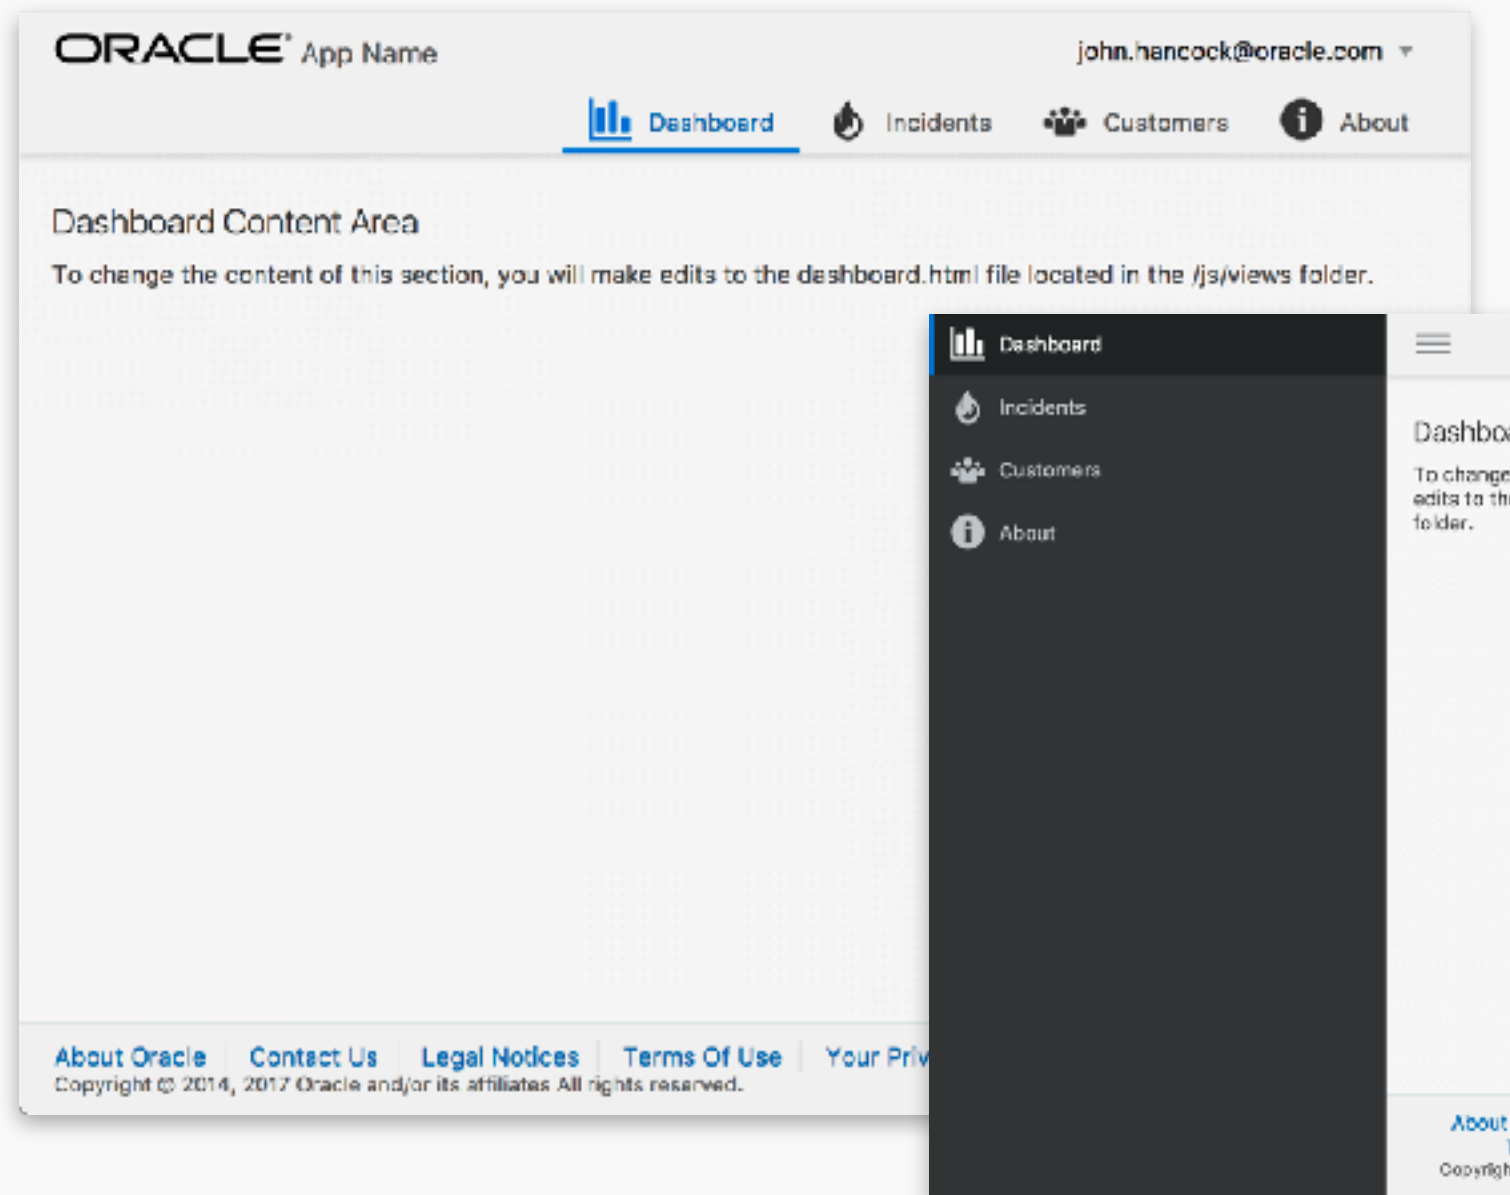 ORACLE App Name
john.hancock@oracle.com
Dashboard
Incidents
Customers
About
Dashboard Content Area
To change the content of this section, you will make edits to the dashboard.html file located in the /js/views folder.
About Oracle
Contact Us
Legal Notices
Terms Of Use
Your
Copyright © 2014, 2017 Oracle and/or its affiliates All rights reserved.
Dashboard
Incidents
Customers
About
To change
edits to
folder.
About